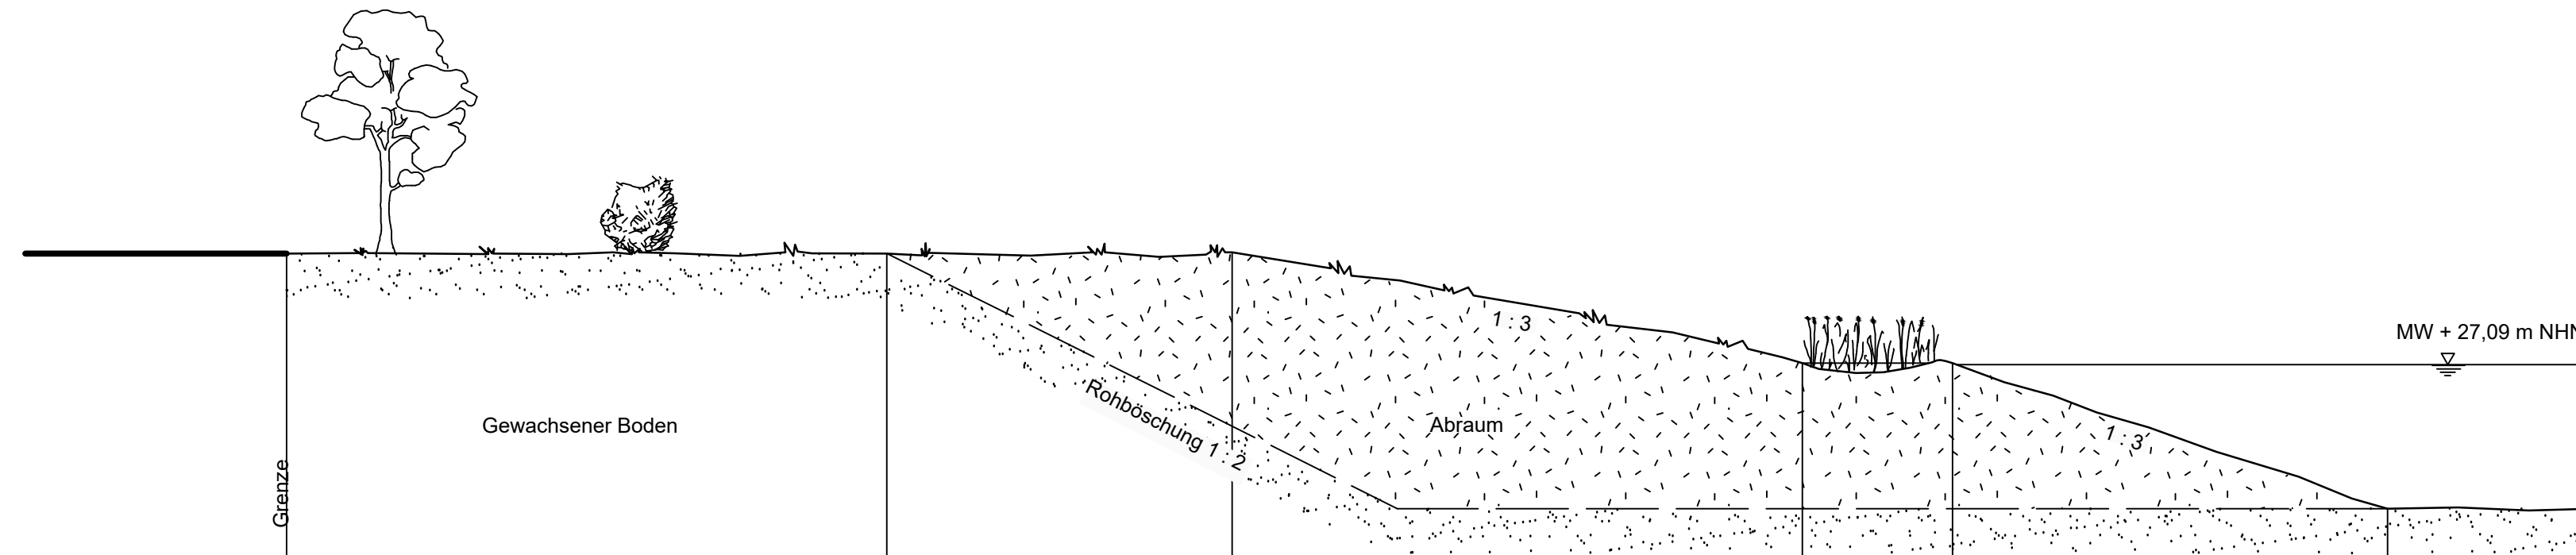 1 : 3
MW + 27,09 m NHN
Rohböschung 1 : 2
Gewachsener Boden
Abraum
1 : 3
Grenze